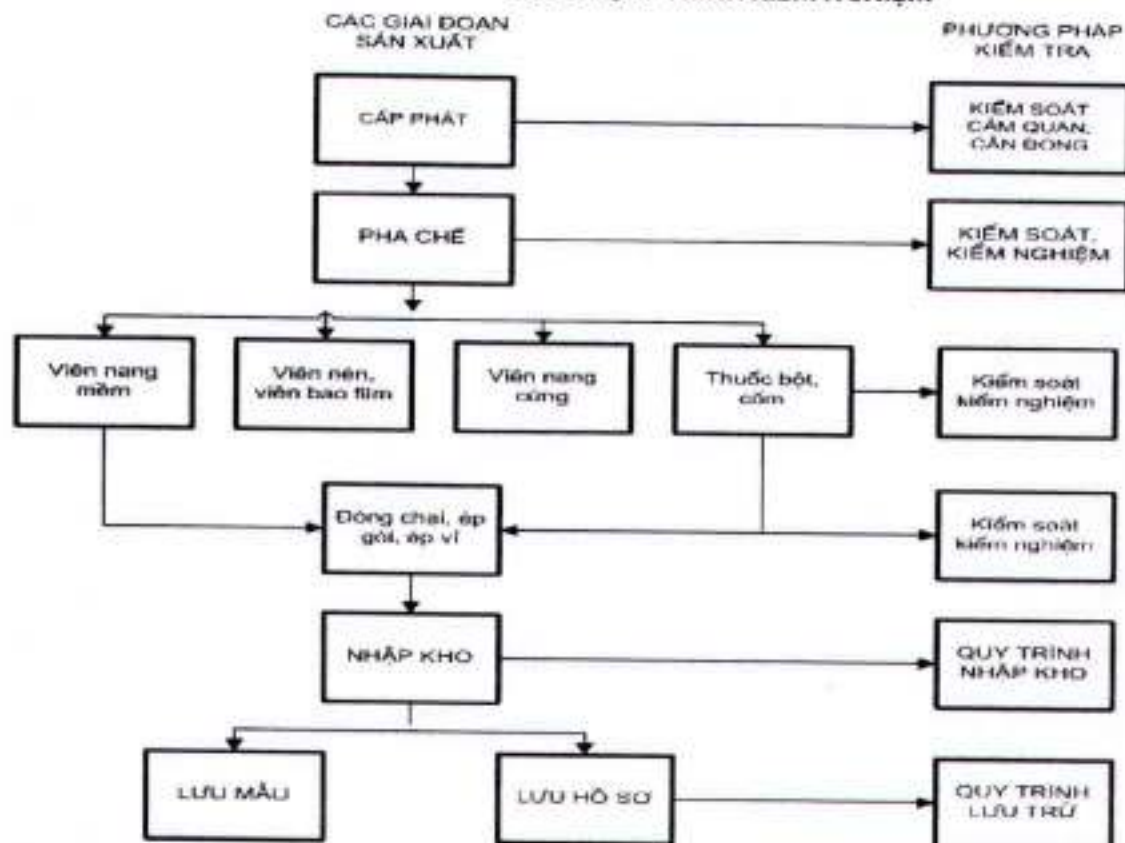 CÁC GIAI ĐOẠN
SẢN XUẤT
PHƯƠNG PHÁP
KIỂM TRA
CẤP PHÁT
KIỂM SOÁT
CẢM QUAN,
CÂN ĐONG
PHA CHẾ
KIỂM SOÁT,
KIỂM NGHIỆM
Viên nang
mềm
Viên nén,
viên bao film
Viên nang
cứng
Thuốc bột,
cốm
Kiểm soát
kiểm nghiệm
Đóng chai, ép
gói, ép vỉ
Kiểm soát
kiểm nghiệm
NHẬP KHO
QUY TRÌNH
NHẬP KHO
LƯU MẪU
LƯU HỒ SƠ
QUY TRÌNH
LƯU TRỮ